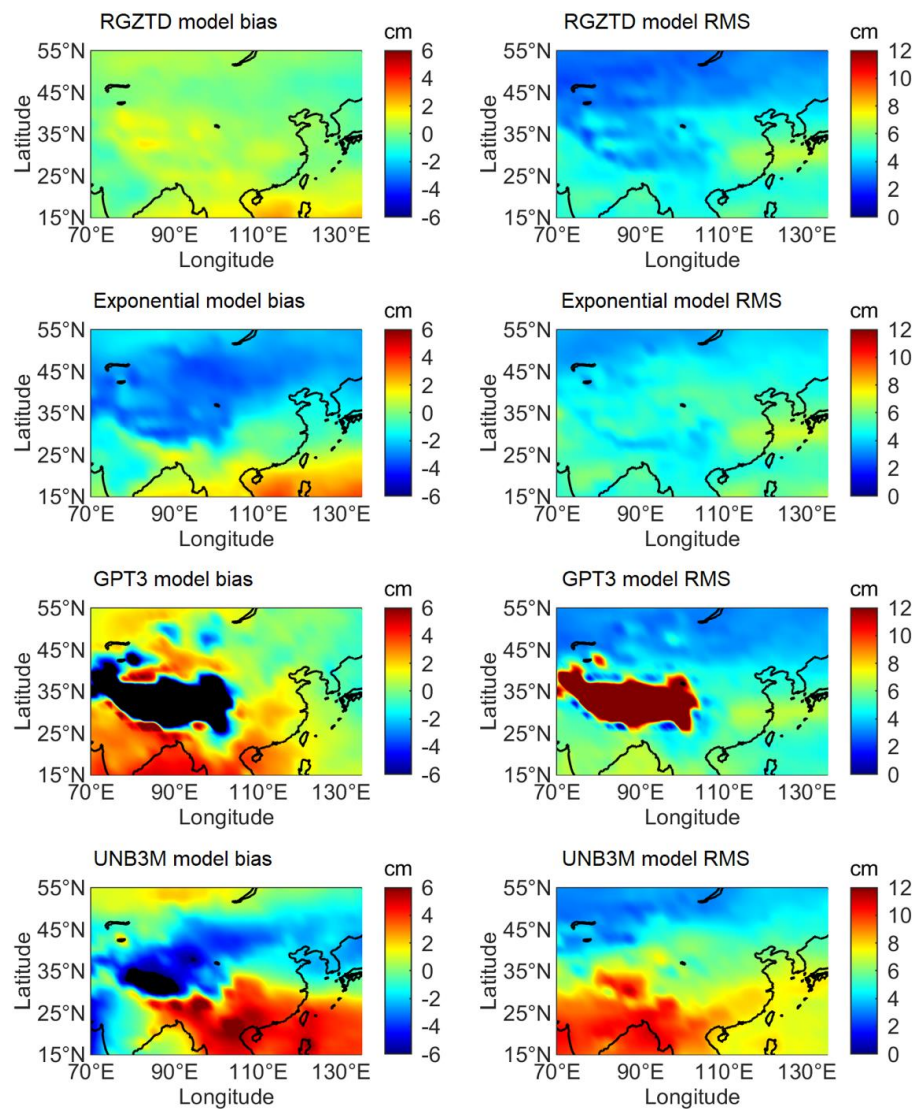 RGZTD model bias
cm
55°N
45°N
35°N
25°N
15°N
Latitude
70°E 90°E 110°E 130°E
Longitude
6
4
2
0
-2
-4
-6
RGZTD model RMS
cm
55°N
45°N
35°N
25°N
15°N
Latitude
70°E 90°E 110°E 130°E
Longitude
12
10
8
6
4
2
0
Exponential model bias
cm
55°N
45°N
35°N
25°N
15°N
Latitude
70°E 90°E 110°E 130°E
Longitude
6
4
2
0
-2
-4
-6
Exponential model RMS
cm
55°N
45°N
35°N
25°N
15°N
Latitude
70°E 90°E 110°E 130°E
Longitude
12
10
8
6
4
2
0
GPT3 model bias
cm
55°N
45°N
35°N
25°N
15°N
Latitude
70°E 90°E 110°E 130°E
Longitude
6
4
2
0
-2
-4
-6
GPT3 model RMS
cm
55°N
45°N
35°N
25°N
15°N
Latitude
70°E 90°E 110°E 130°E
Longitude
12
10
8
6
4
2
0
UNB3M model bias
cm
55°N
45°N
35°N
25°N
15°N
Latitude
70°E 90°E 110°E 130°E
Longitude
6
4
2
0
-2
-4
-6
UNB3M model RMS
cm
55°N
45°N
35°N
25°N
15°N
Latitude
70°E 90°E 110°E 130°E
Longitude
12
10
8
6
4
2
0